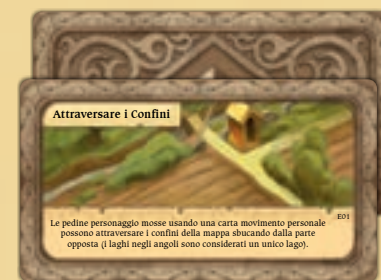 Attraversare i Confini
E01
Le pedine personaggio mosse usando una carta movimento personale
possono attraversare i confini della mappa sbucando dalla parte
opposta (i laghi negli angoli sono considerati un unico lago).